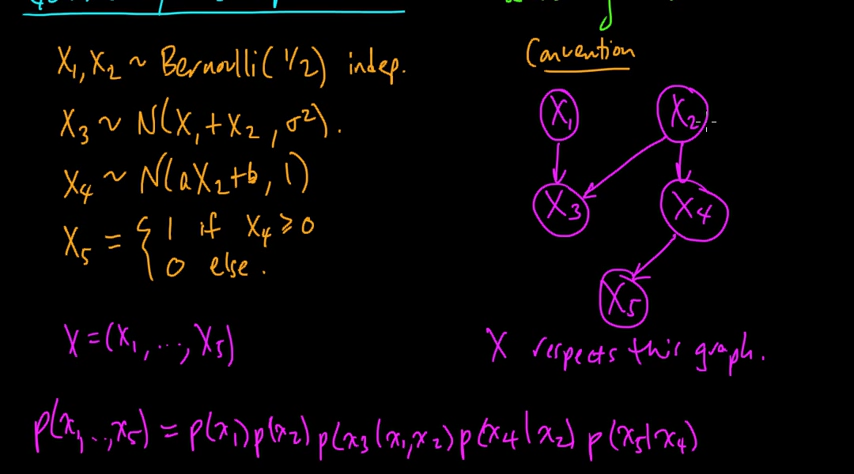 X₁, X₂ ~ Bernoulli(1/2) indep.
X₃ ~ N(X₁+X₂, σ²).
X₄ ~ N(aX₂+b, 1)
X₅ = { 1 if X₄ ≥ 0
0 else.
X = (X₁, ..., X₅)
p(x₁, .., x₅) = p(x₁) p(x₂) p(x₃|x₁,x₂) p(x₄|x₂) p(x₅|x₄)
Convention
X₁ X₂
X₃ X₄
X₅
X respects this graph.